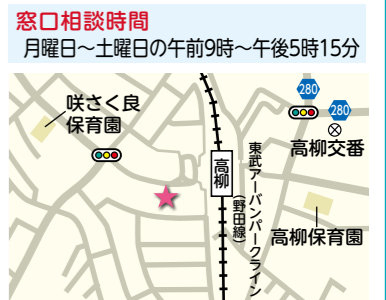 窓口相談時間
月曜日～土曜日の午前9時～午後5時15分
咲さく良
保育園
280
280
高柳交番
高柳
東武アーバンパークライン
(野田線)
高柳保育園